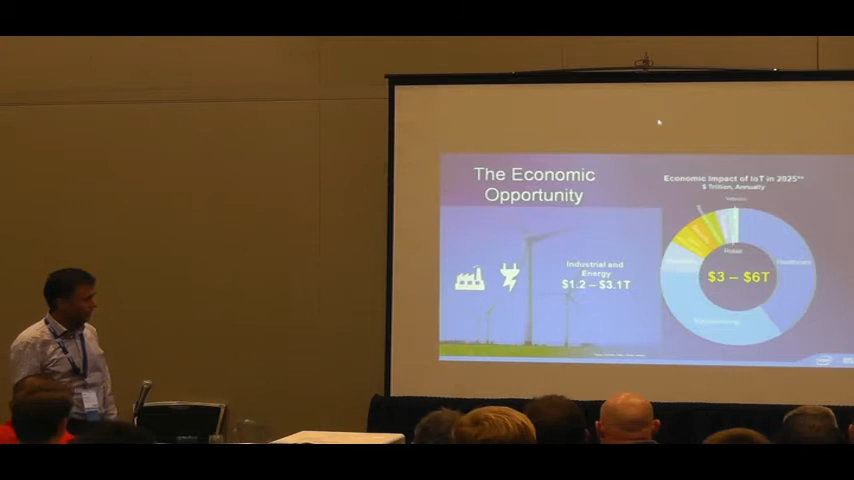 The Economic
Opportunity
Industrial and
Energy
$1.2 – $3.1T
Economic Impact of IoT in 2025**
$ Trillion, Annually
Retail
Healthcare
$3 – $6T
Manufacturing
intel